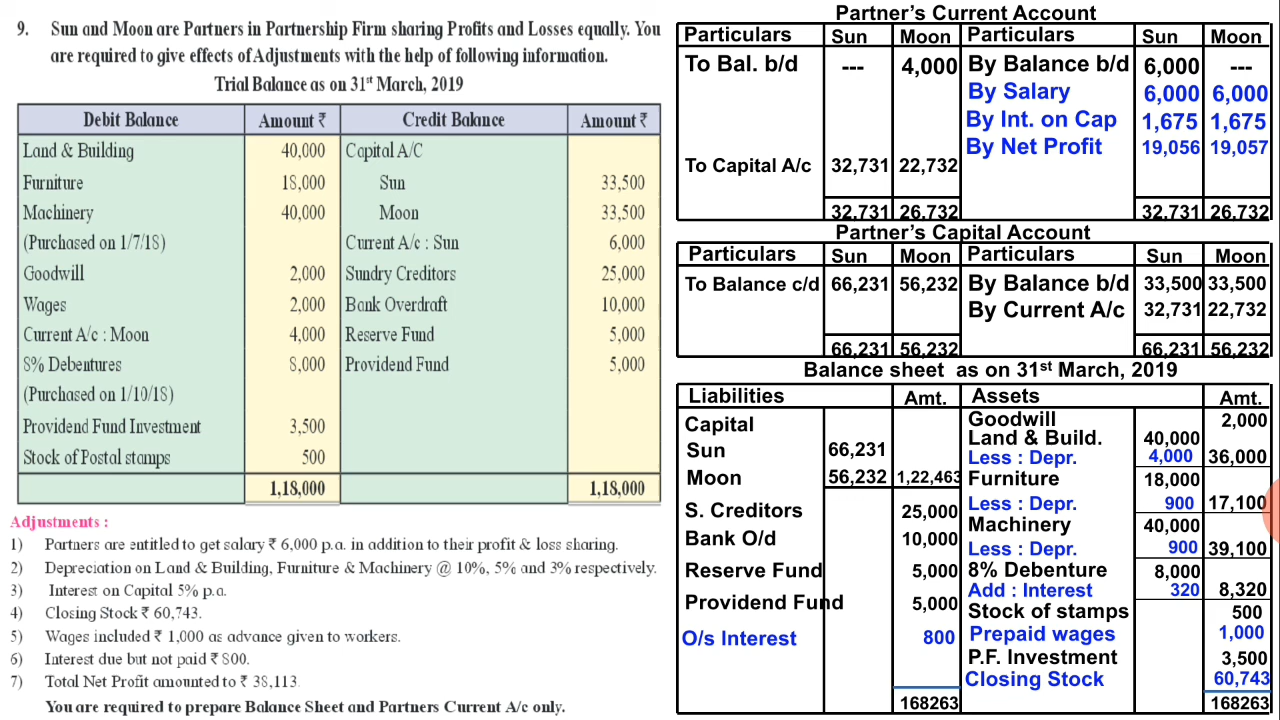 9. Sun and Moon are Partners in Partnership Firm sharing Profits and Losses equally. You
are required to give effects of Adjustments with the help of following information.
Trial Balance as on 31st March, 2019
Debit Balance Amount ₹ Credit Balance Amount ₹
Land & Building 40,000 Capital A/C
Furniture 18,000 Sun 33,500
Machinery 40,000 Moon 33,500
(Purchased on 1/7/18) Current A/c : Sun 6,000
Goodwill 2,000 Sundry Creditors 25,000
Wages 2,000 Bank Overdraft 10,000
Current A/c : Moon 4,000 Reserve Fund 5,000
8% Debentures 8,000 Providend Fund 5,000
(Purchased on 1/10/18)
Providend Fund Investment 3,500
Stock of Postal stamps 500
1,18,000 1,18,000
Adjustments :
1) Partners are entitled to get salary ₹ 6,000 p.a. in addition to their profit & loss sharing.
2) Depreciation on Land & Building, Furniture & Machinery @ 10%, 5% and 3% respectively.
3) Interest on Capital 5% p.a.
4) Closing Stock ₹ 60,743.
5) Wages included ₹ 1,000 as advance given to workers.
6) Interest due but not paid ₹ 800.
7) Total Net Profit amounted to ₹ 38,113.
You are required to prepare Balance Sheet and Partners Current A/c only.
Partner's Current Account
Particulars Sun Moon Particulars Sun Moon
To Bal. b/d --- 4,000 By Balance b/d 6,000 ---
By Salary 6,000 6,000
By Int. on Cap 1,675 1,675
By Net Profit 19,056 19,057
To Capital A/c 32,731 22,732
32,731 26,732 32,731 26,732
Partner's Capital Account
Particulars Sun Moon Particulars Sun Moon
To Balance c/d 66,231 56,232 By Balance b/d 33,500 33,500
By Current A/c 32,731 22,732
66,231 56,232 66,231 56,232
Balance sheet as on 31st March, 2019
Liabilities Amt. Assets Amt.
Capital Goodwill 2,000
Land & Build. 40,000
Sun 66,231 Less : Depr. 4,000 36,000
Moon 56,232 1,22,463 Furniture 18,000
S. Creditors 25,000 Less : Depr. 900 17,100
Machinery 40,000
Bank O/d 10,000 Less : Depr. 900 39,100
Reserve Fund 5,000 8% Debenture 8,000
Add : Interest 320 8,320
Providend Fund 5,000 Stock of stamps 500
O/s Interest 800 Prepaid wages 1,000
P.F. Investment 3,500
Closing Stock 60,743
168263 168263